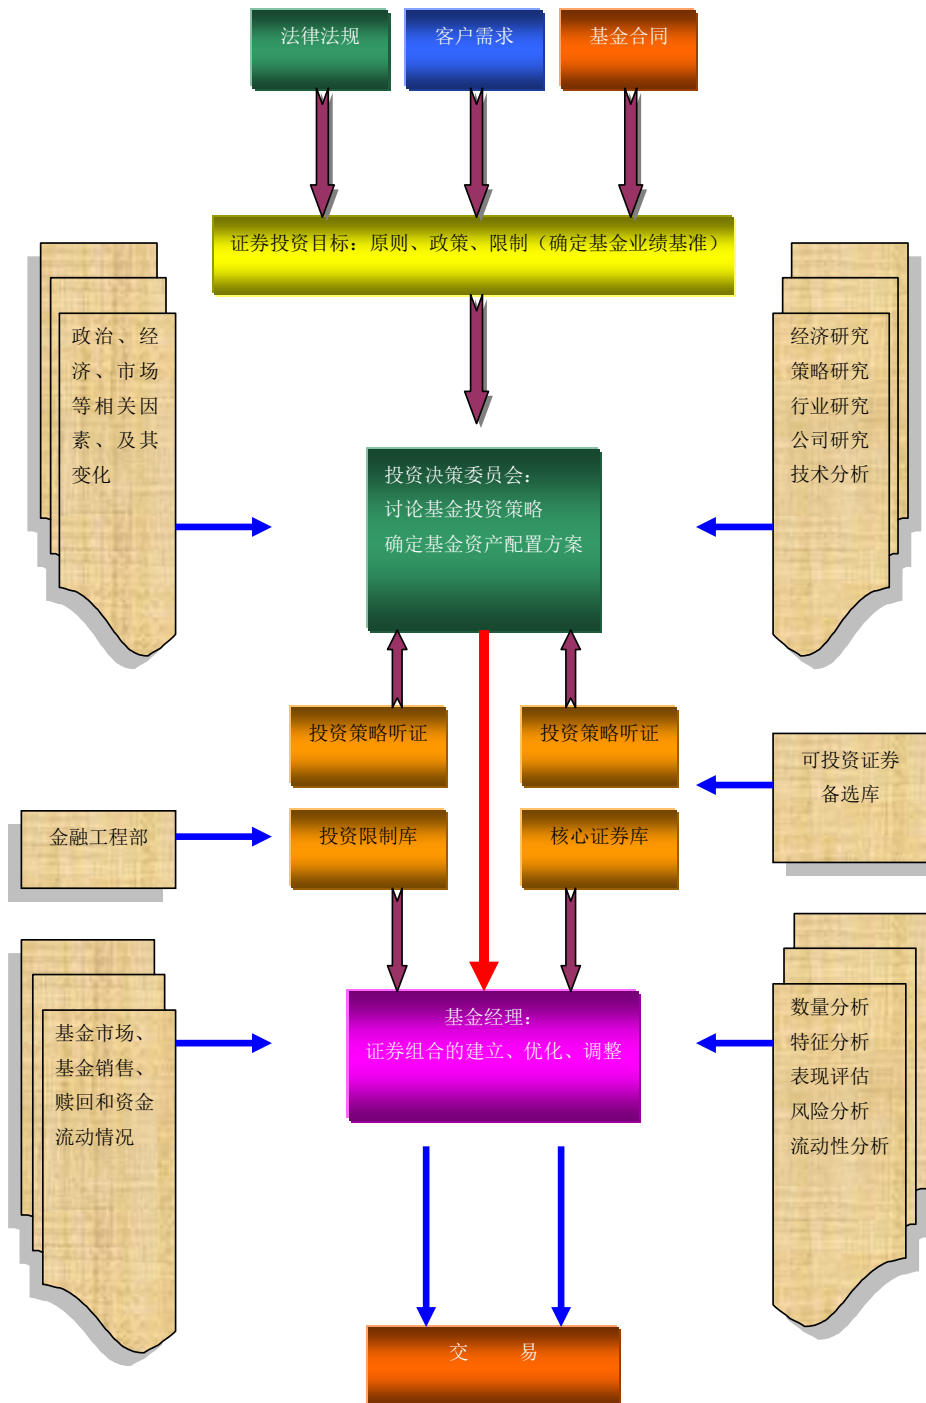 法律法规
客户需求
基金合同
证券投资目标：原则、政策、限制（确定基金业绩基准）
政治、经
济、市场
等相关因
素、及其
变化
经济研究
策略研究
行业研究
公司研究
技术分析
投资决策委员会：
讨论基金投资策略
确定基金资产配置方案
投资策略听证
投资策略听证
可投资证券
备选库
金融工程部
投资限制库
核心证券库
基金经理：
证券组合的建立、优化、调整
基金市场、
基金销售、
赎回和资金
流动情况
数量分析
特征分析
表现评估
风险分析
流动性分析
交 易